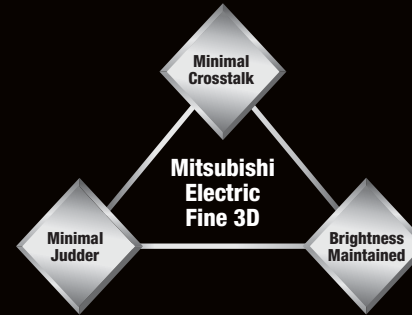 Minimal
Crosstalk
Mitsubishi
Electric
Fine 3D
Minimal
Judder
Brightness
Maintained